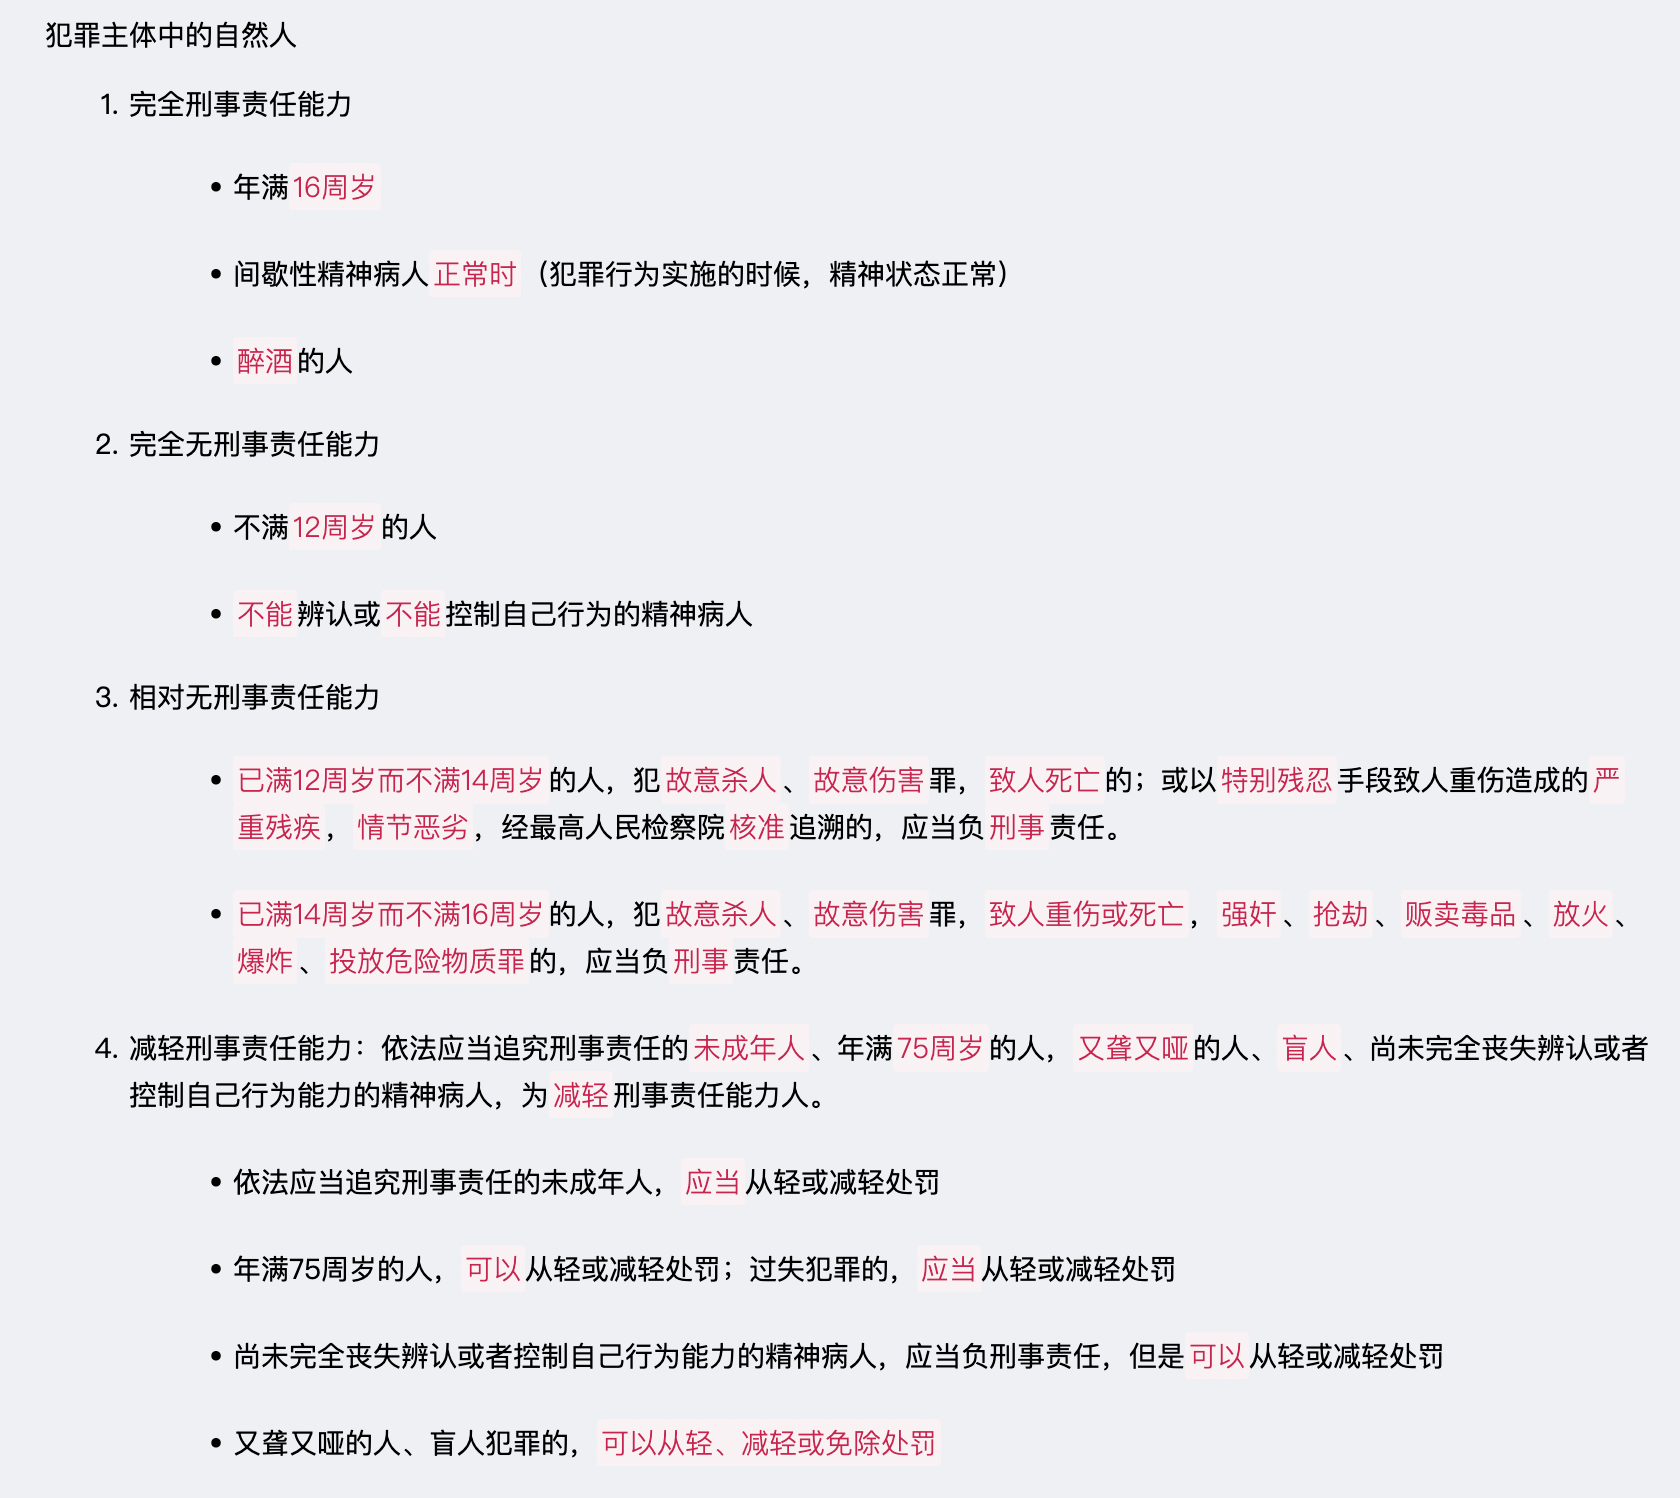 犯罪主体中的自然人
1. 完全刑事责任能力
• 年满16周岁
• 间歇性精神病人正常时（犯罪行为实施的时候，精神状态正常）
• 醉酒的人
2. 完全无刑事责任能力
• 不满12周岁的人
• 不能辨认或不能控制自己行为的精神病人
3. 相对无刑事责任能力
• 已满12周岁而不满14周岁的人，犯故意杀人、故意伤害罪，致人死亡的；或以特别残忍手段致人重伤造成的严
重残疾，情节恶劣，经最高人民检察院核准追溯的，应当负刑事责任。
• 已满14周岁而不满16周岁的人，犯故意杀人、故意伤害罪，致人重伤或死亡，强奸、抢劫、贩卖毒品、放火、
爆炸、投放危险物质罪的，应当负刑事责任。
4. 减轻刑事责任能力：依法应当追究刑事责任的未成年人、年满75周岁的人，又聋又哑的人、盲人、尚未完全丧失辨认或者
控制自己行为能力的精神病人，为减轻刑事责任能力人。
• 依法应当追究刑事责任的未成年人，应当从轻或减轻处罚
• 年满75周岁的人，可以从轻或减轻处罚；过失犯罪的，应当从轻或减轻处罚
• 尚未完全丧失辨认或者控制自己行为能力的精神病人，应当负刑事责任，但是可以从轻或减轻处罚
• 又聋又哑的人、盲人犯罪的，可以从轻、减轻或免除处罚